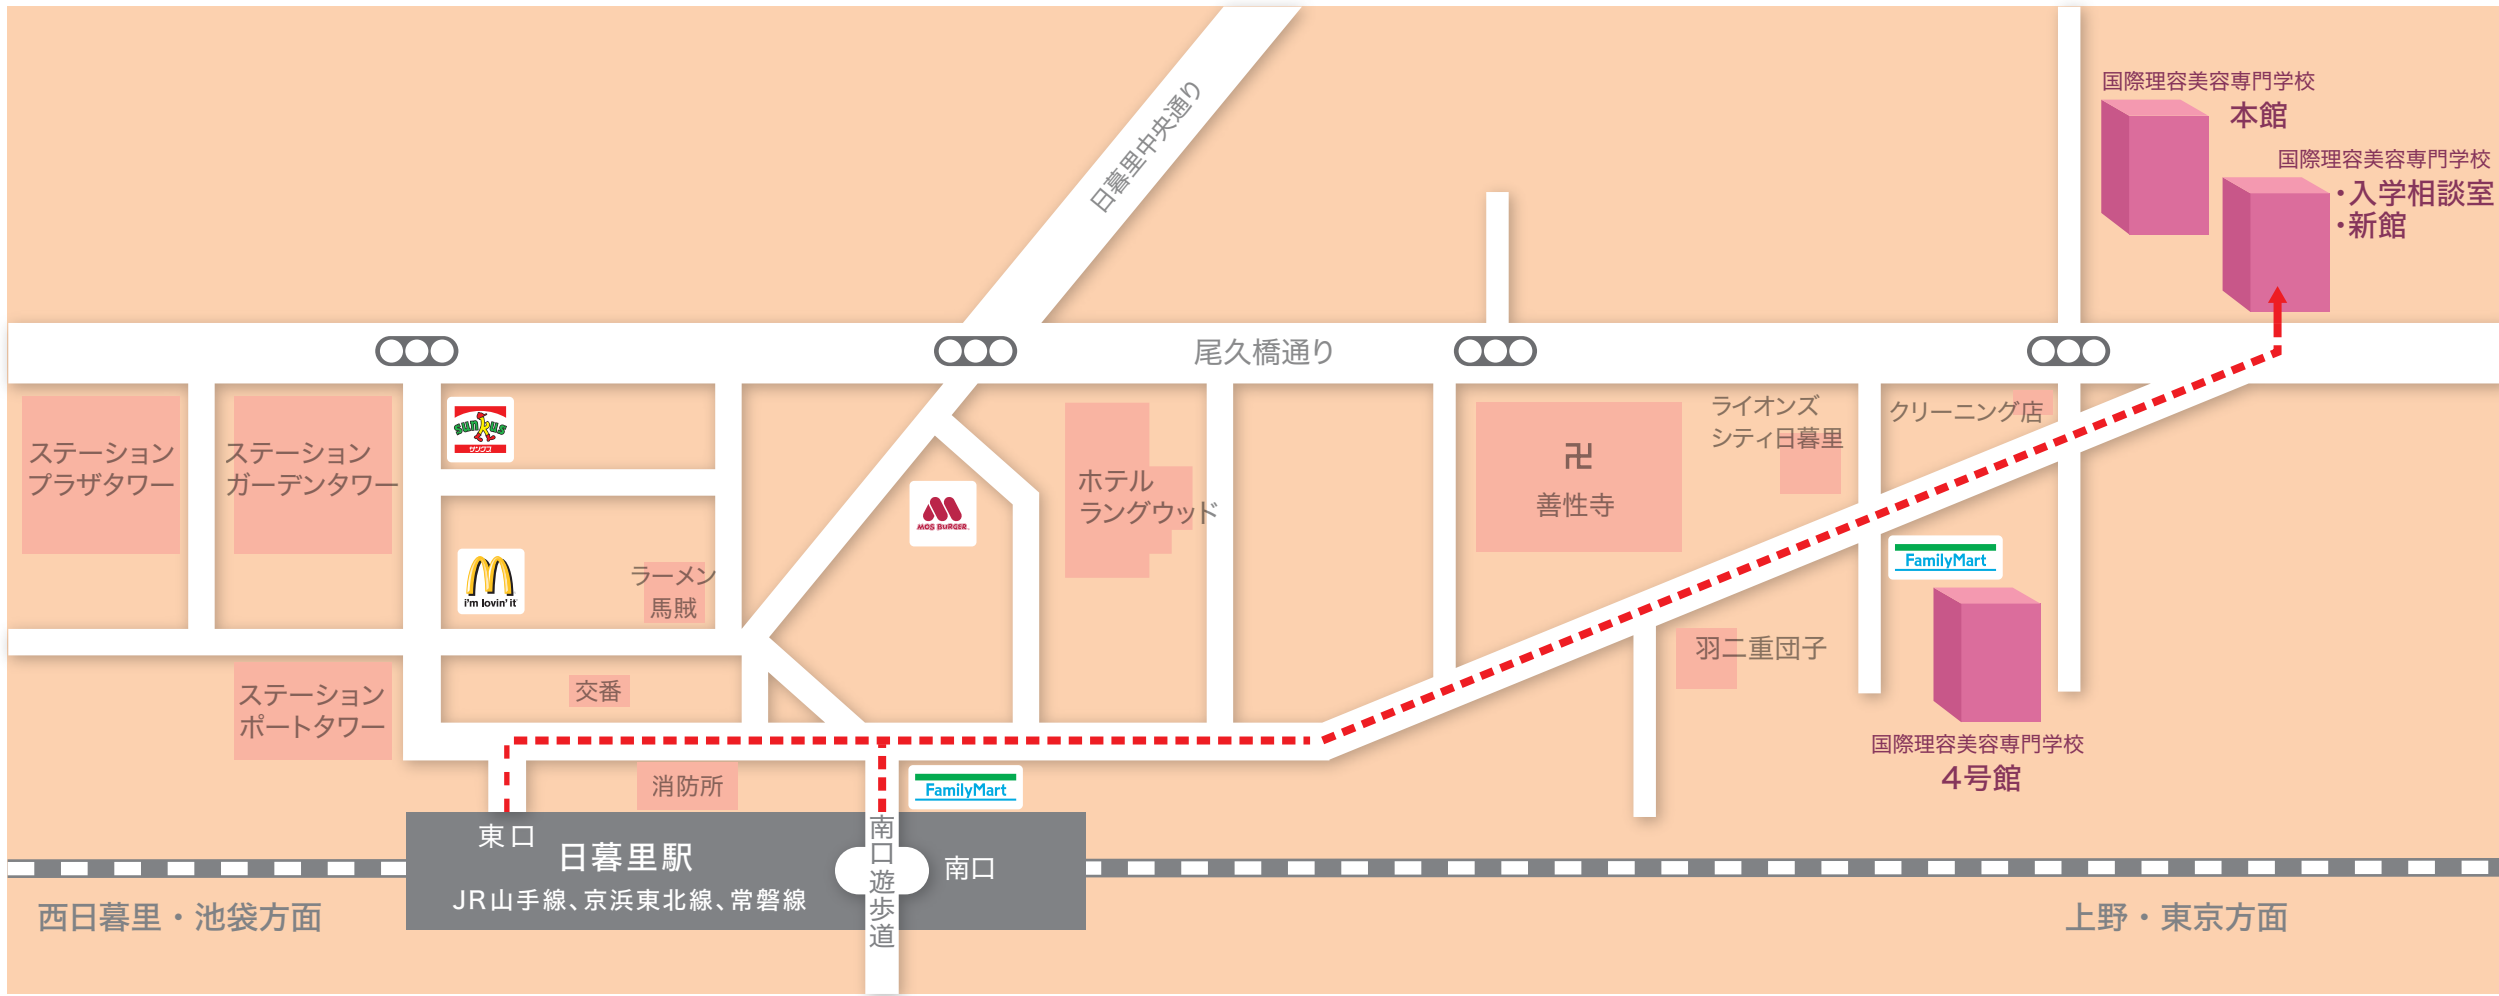 国際理容美容専門学校
本館
国際理容美容専門学校
・入学相談室
・新館
日暮里中央通り
尾久橋通り
ステーション
プラザタワー
ステーション
ガーデンタワー
sunkus
サンクス
i'm lovin' it
ラーメン
馬賊
MOS BURGER
ホテル
ラングウッド
卍
善性寺
ライオンズ
シティ日暮里
クリーニング店
FamilyMart
羽二重団子
国際理容美容専門学校
4号館
ステーション
ポートタワー
交番
消防所
FamilyMart
東口
日暮里駅
JR山手線、京浜東北線、常磐線
南口遊歩道
南口
西日暮里・池袋方面
上野・東京方面